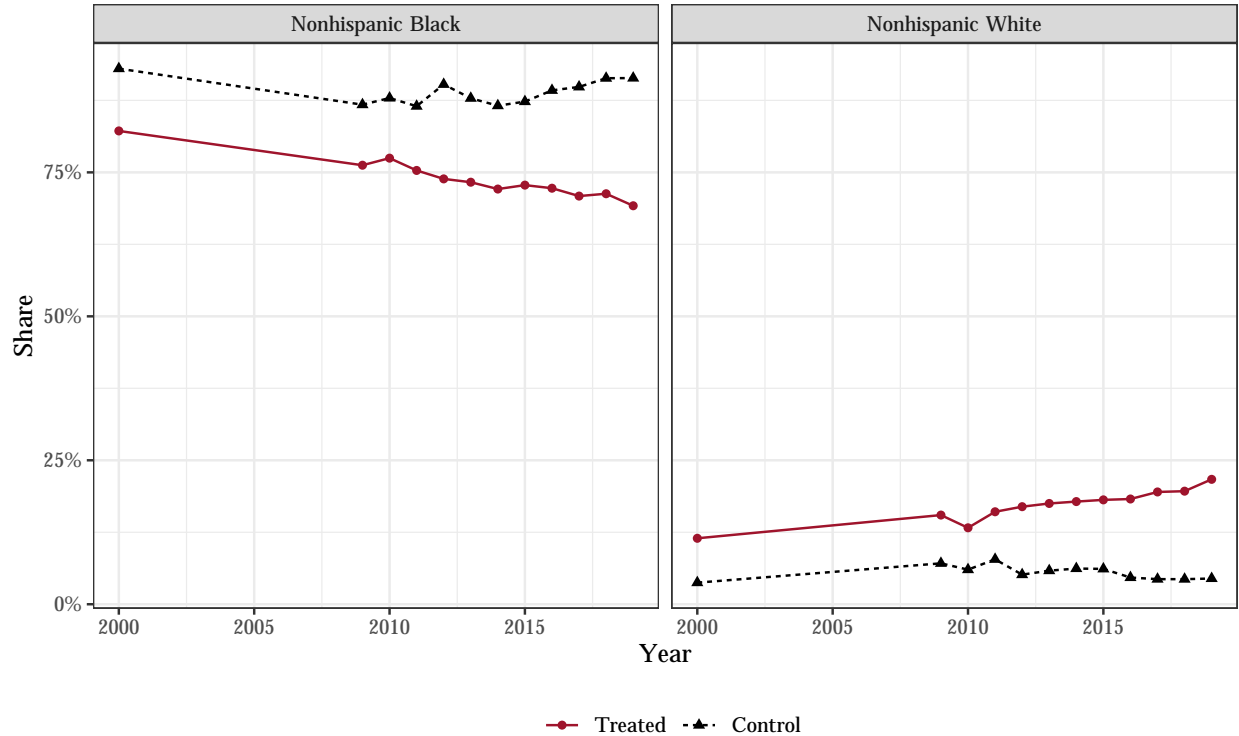 Nonhispanic Black
Nonhispanic White
Share
75%
50%
25%
0%
2000 2005 2010 2015
2000 2005 2010 2015
Year
Treated Control